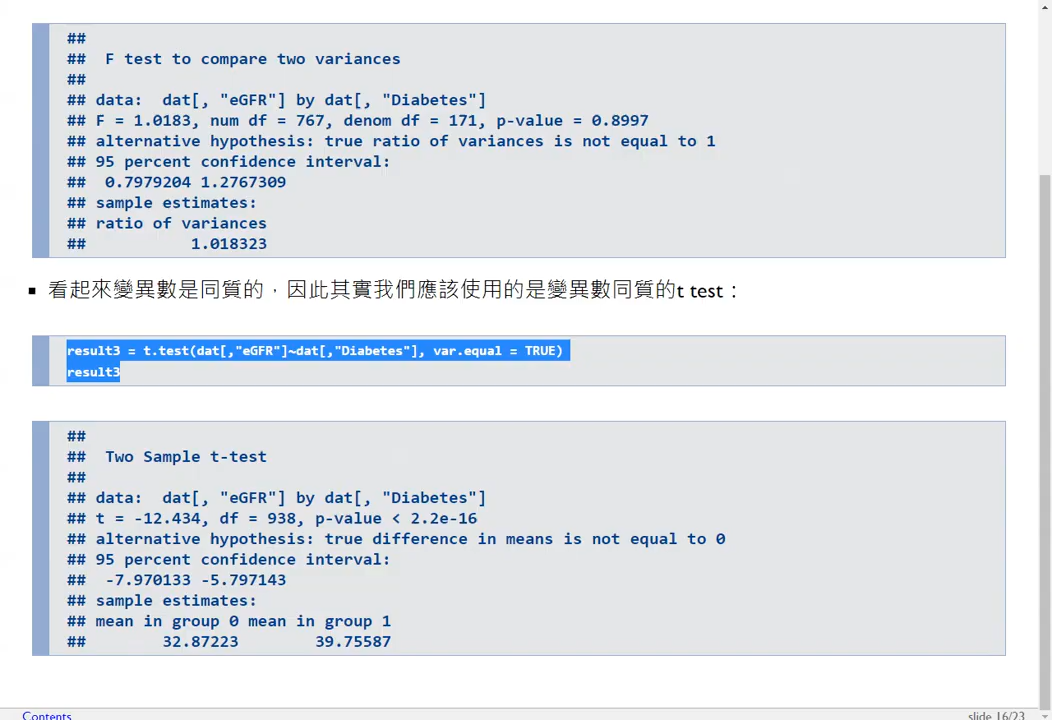 ##
##  F test to compare two variances
##
## data:  dat[, "eGFR"] by dat[, "Diabetes"]
## F = 1.0183, num df = 767, denom df = 171, p-value = 0.8997
## alternative hypothesis: true ratio of variances is not equal to 1
## 95 percent confidence interval:
##  0.7979204 1.2767309
## sample estimates:
## ratio of variances
##           1.018323
▪ 看起來變異數是同質的，因此其實我們應該使用的是變異數同質的t test：
result3 = t.test(dat[,"eGFR"]~dat[,"Diabetes"], var.equal = TRUE)
result3
##
##  Two Sample t-test
##
## data:  dat[, "eGFR"] by dat[, "Diabetes"]
## t = -12.434, df = 938, p-value < 2.2e-16
## alternative hypothesis: true difference in means is not equal to 0
## 95 percent confidence interval:
##  -7.970133 -5.797143
## sample estimates:
## mean in group 0 mean in group 1
##        32.87223        39.75587
Contents
slide 16/23